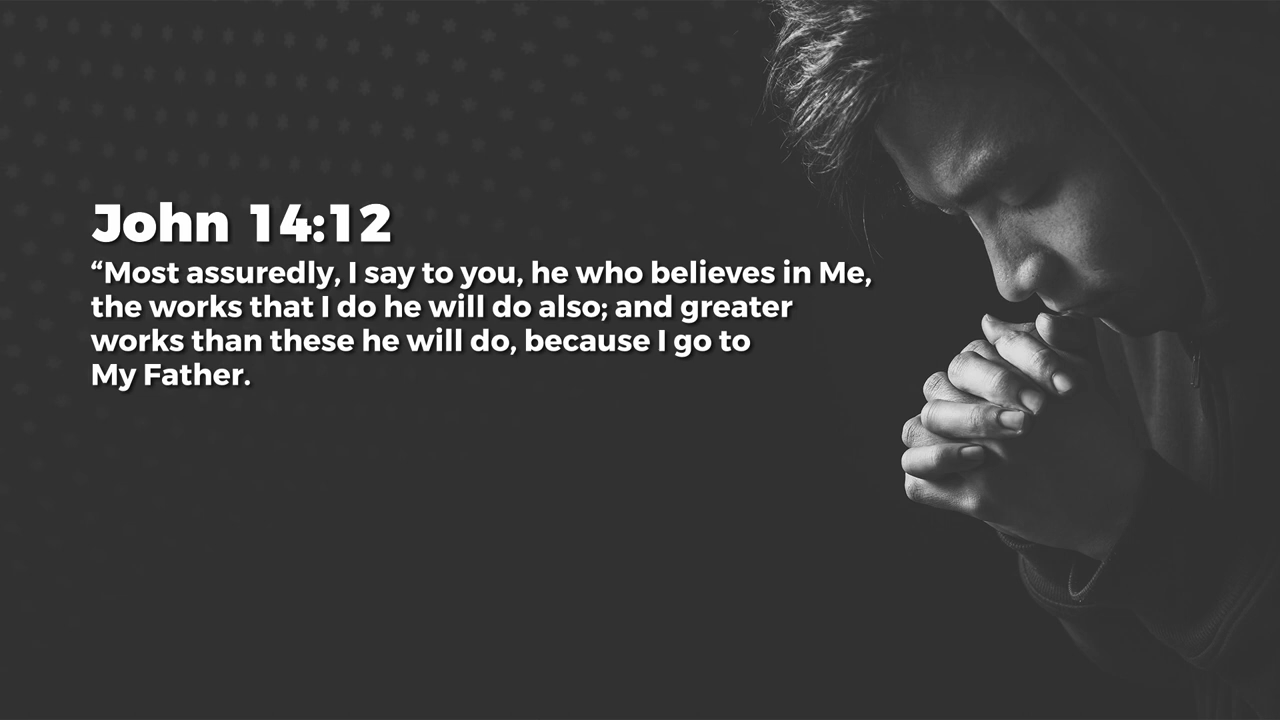 John 14:12
“Most assuredly, I say to you, he who believes in Me,
the works that I do he will do also; and greater
works than these he will do, because I go to
My Father.